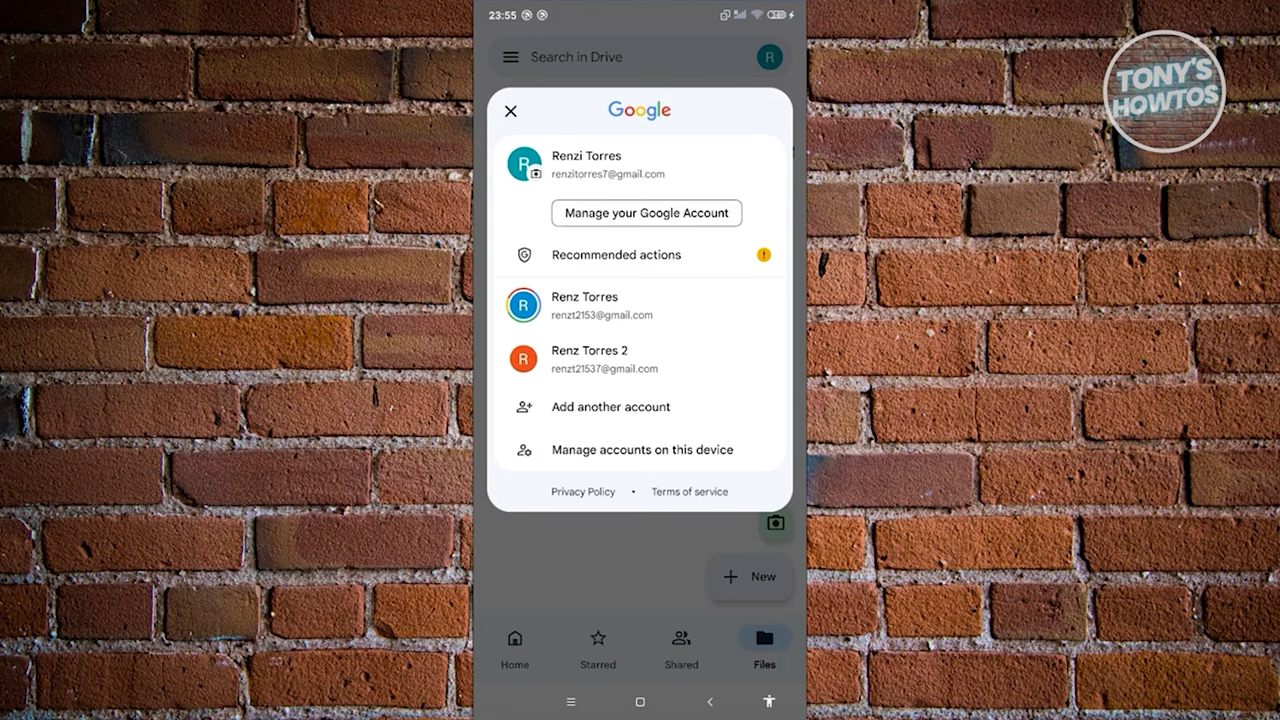 23:55
Search in Drive
R
TONY'S
HOWTOS
Google
R
Renzi Torres
renzitorres7@gmail.com
Manage your Google Account
Recommended actions
!
R
Renz Torres
renzt2153@gmail.com
R
Renz Torres 2
renzt21537@gmail.com
Add another account
Manage accounts on this device
Privacy Policy • Terms of service
New
Home Starred Shared Files